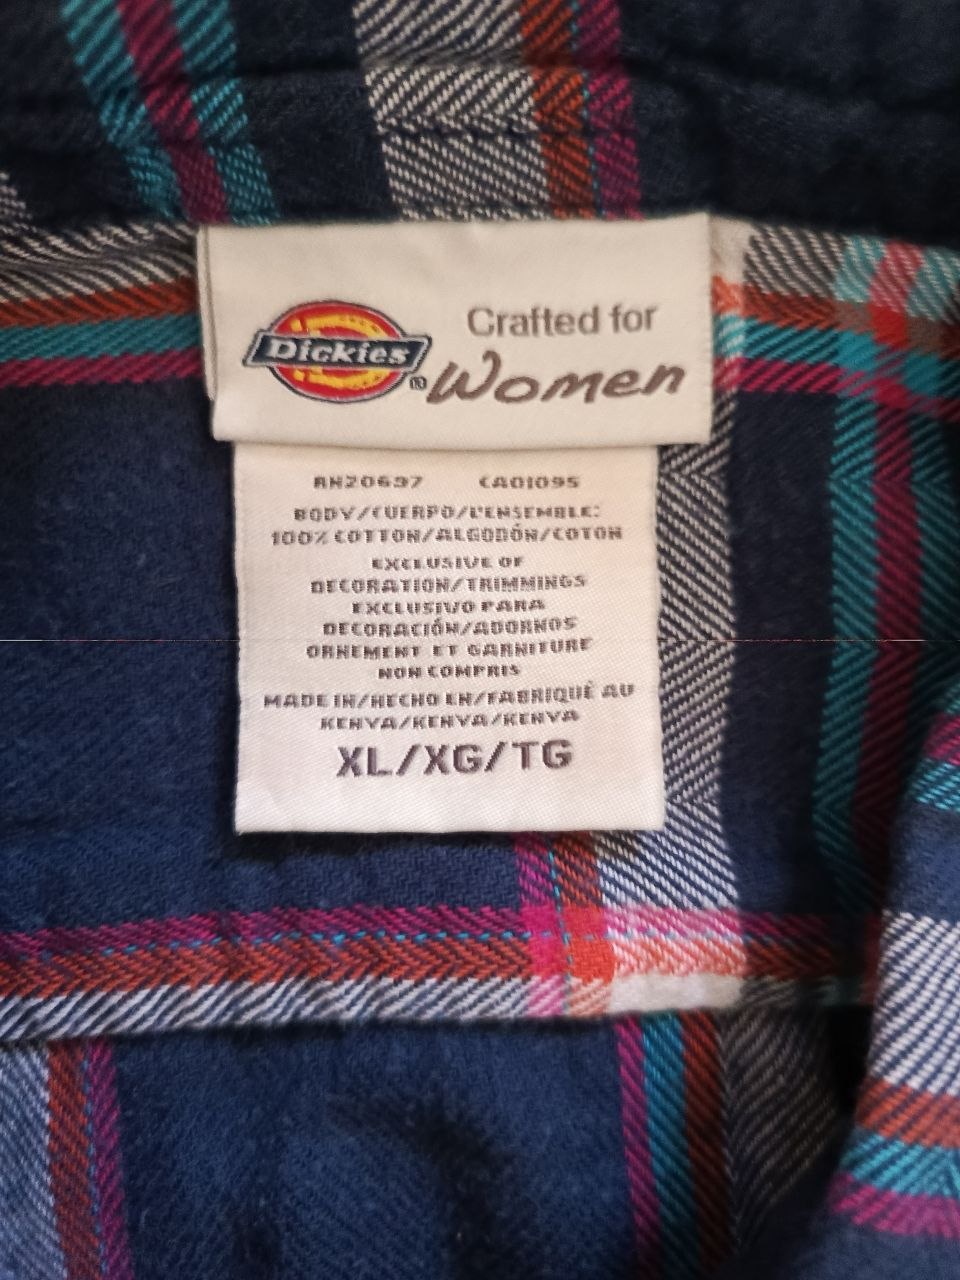 Dickies®
Crafted for
Women
RN20697 CA01095
BODY/CUERPO/L'ENSEMBLE:
100% COTTON/ALGODÓN/COTON
EXCLUSIVE OF
DECORATION/TRIMMINGS
EXCLUSIVO PARA
DECORACIÓN/ADORNOS
ORNEMENT ET GARNITURE
NON COMPRIS
MADE IN/HECHO EN/FABRIQUÉ AU
KENYA/KENYA/KENYA
XL/XG/TG